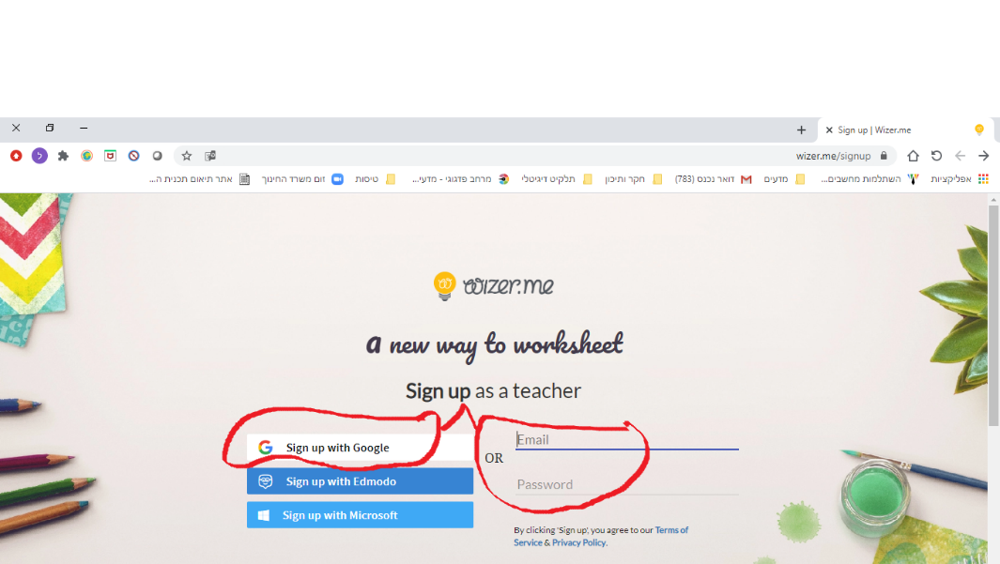 Sign up | Wizer.me
wizer.me/signup
אפליקציות
השתלמות מחשבים...
מדעים
דואר נכנס (783)
חקר ותיכון
תלקיט דיגיטלי
מרחב פדגוגי - מדעי...
טיסות
זום משרד החינוך
אתר תיאום תכנית ה...
wizer.me
a new way to worksheet
Sign up as a teacher
Sign up with Google
Sign up with Edmodo
Sign up with Microsoft
OR
Email
Password
By clicking 'Sign up', you agree to our Terms of
Service & Privacy Policy.